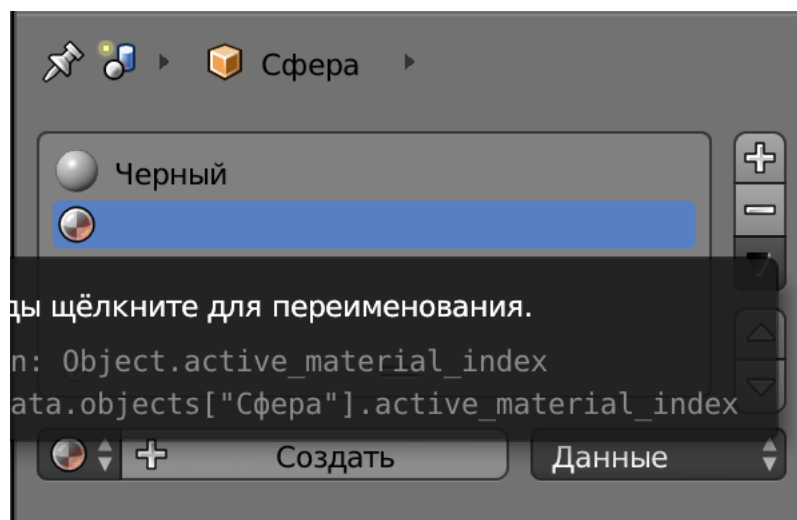 Сфера
Черный
ды щёлкните для переименования.
n: Object.active_material_index
ata.objects["Сфера"].active_material_index
Создать
Данные